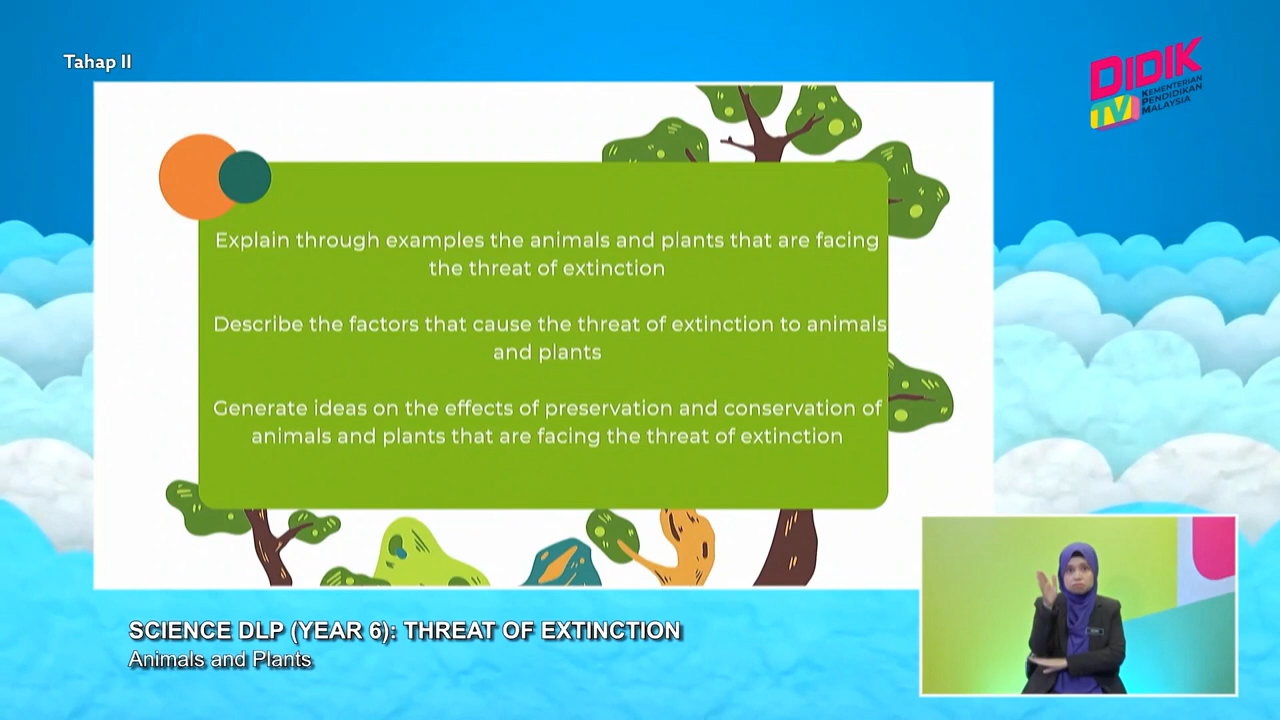 Tahap II
DIDIK
TV
KEMENTERIAN
PENDIDIKAN
MALAYSIA
Explain through examples the animals and plants that are facing
the threat of extinction
Describe the factors that cause the threat of extinction to animals
and plants
Generate ideas on the effects of preservation and conservation of
animals and plants that are facing the threat of extinction
SCIENCE DLP (YEAR 6): THREAT OF EXTINCTION
Animals and Plants